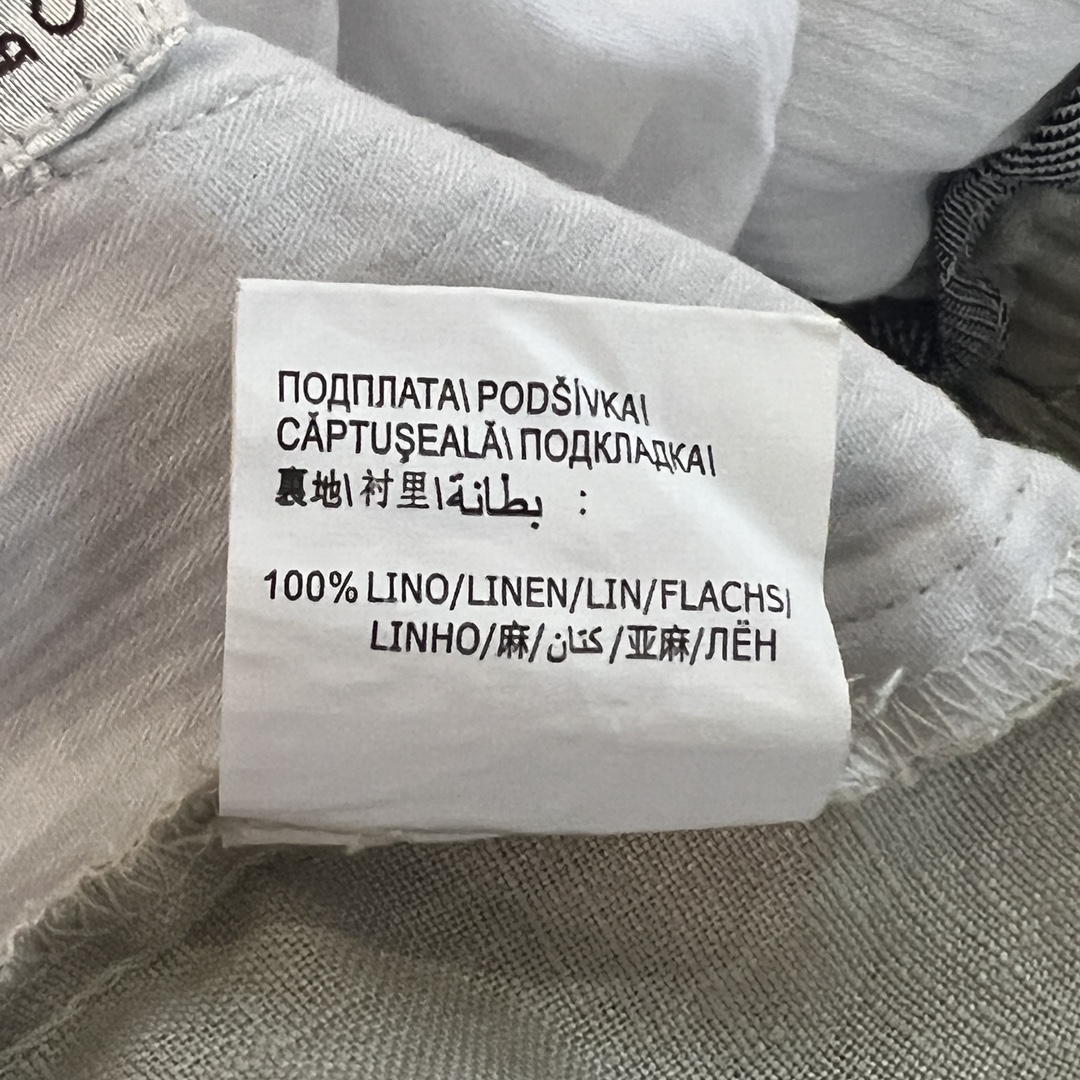 ПОДПЛАТА\ PODŠÍVKA\
CĂPTUŞEALĂ\ ПОДКЛАДКА\
裏地\ 衬里\بطانة :
100% LINO/LINEN/LIN/FLACHS/
LINHO/麻/كتان/亚麻/ЛЁН